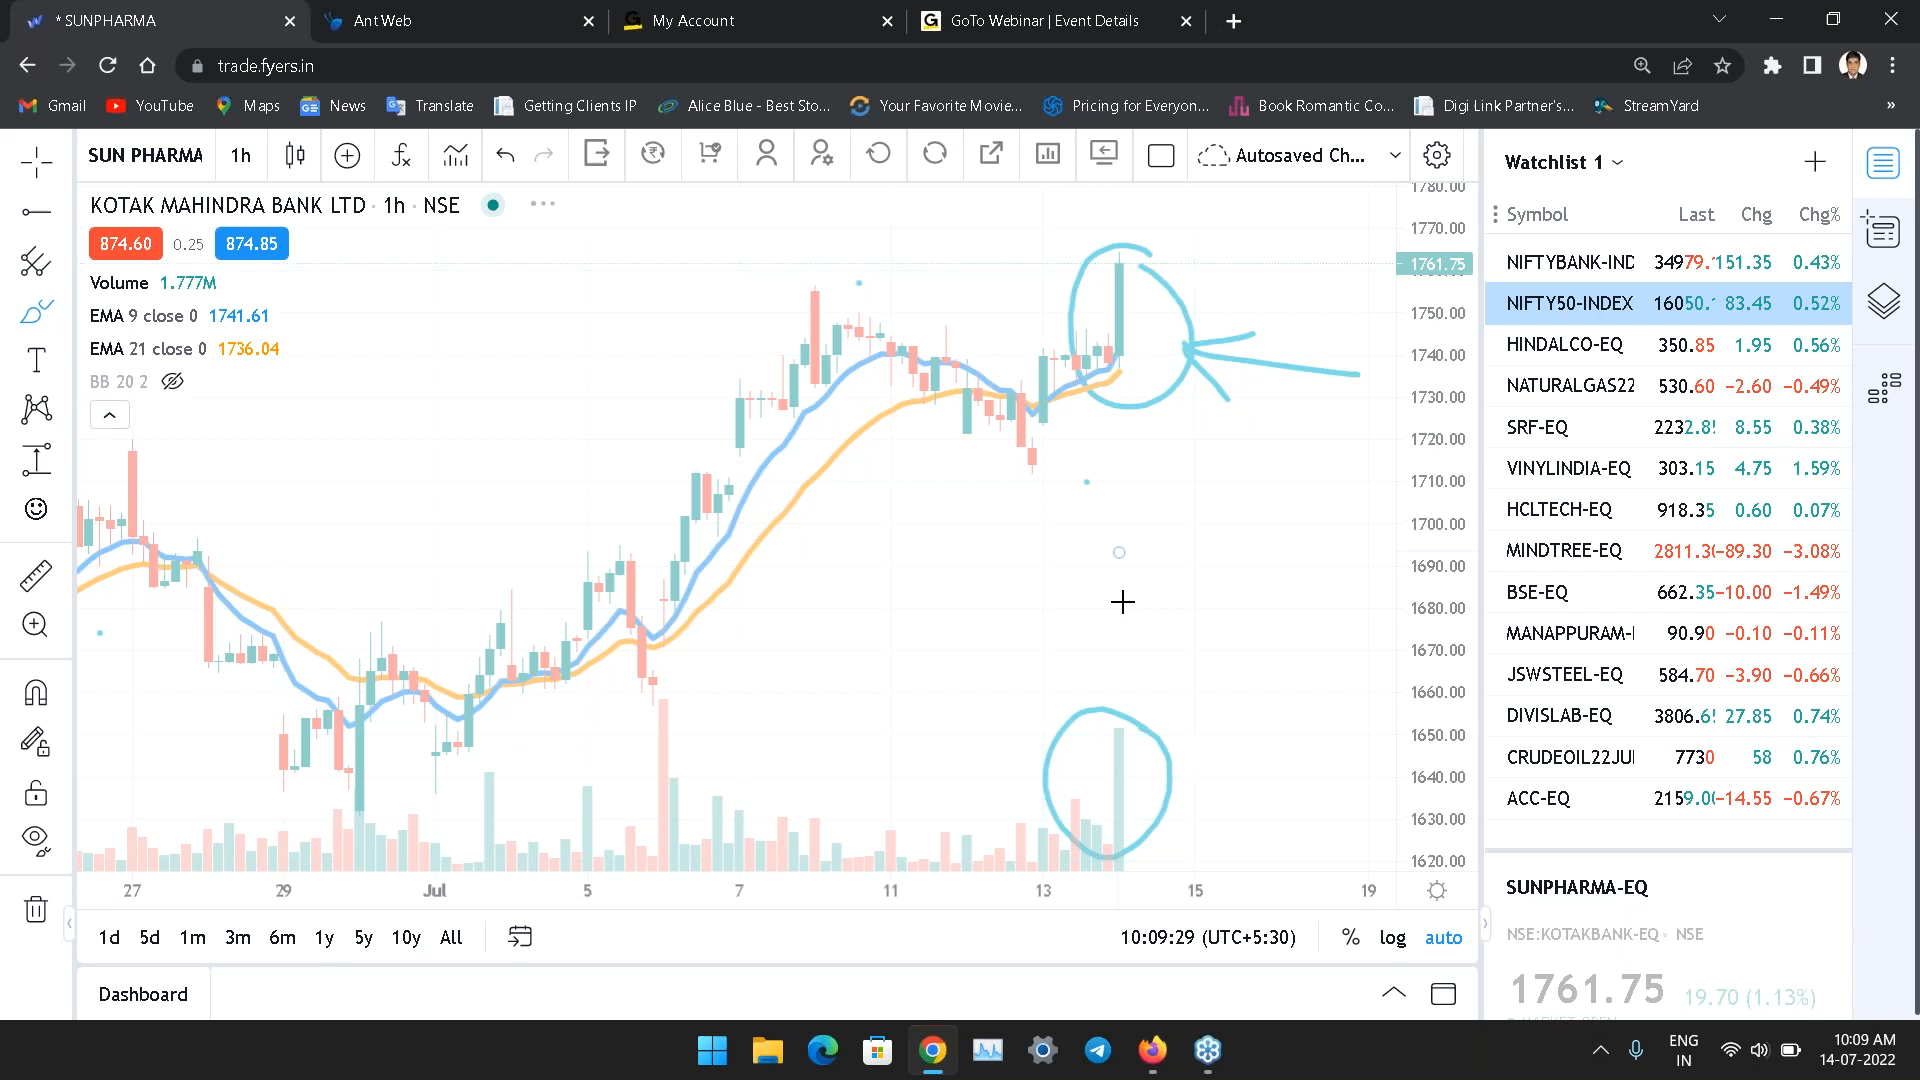 * SUNPHARMA
Ant Web
My Account
GoTo Webinar | Event Details
trade.fyers.in
Gmail
YouTube
Maps
News
Translate
Getting Clients IP
Alice Blue - Best Sto...
Your Favorite Movie...
Pricing for Everyon...
Book Romantic Co...
Digi Link Partner's...
StreamYard
»
SUN PHARMA
1h
Autosaved Ch...
KOTAK MAHINDRA BANK LTD · 1h · NSE
874.60 0.25 874.85
Volume 1.777M
EMA 9 close 0 1741.61
EMA 21 close 0 1736.04
BB 20 2
1780.00
1770.00
1761.75
1750.00
1740.00
1730.00
1720.00
1710.00
1700.00
1690.00
1680.00
1670.00
1660.00
1650.00
1640.00
1630.00
1620.00
27 29 Jul 5 7 11 13 15 19
1d 5d 1m 3m 6m 1y 5y 10y All
10:09:29 (UTC+5:30) % log auto
Dashboard
Watchlist 1
Symbol Last Chg Chg%
NIFTYBANK-IND 34979. 151.35 0.43%
NIFTY50-INDEX 16050. 83.45 0.52%
HINDALCO-EQ 350.85 1.95 0.56%
NATURALGAS22 530.60 −2.60 −0.49%
SRF-EQ 2232.8 8.55 0.38%
VINYLINDIA-EQ 303.15 4.75 1.59%
HCLTECH-EQ 918.35 0.60 0.07%
MINDTREE-EQ 2811.3 −89.30 −3.08%
BSE-EQ 662.35 −10.00 −1.49%
MANAPPURAM- 90.90 −0.10 −0.11%
JSWSTEEL-EQ 584.70 −3.90 −0.66%
DIVISLAB-EQ 3806.6 27.85 0.74%
CRUDEOIL22JU 7730 58 0.76%
ACC-EQ 2159.0 −14.55 −0.67%
SUNPHARMA-EQ
NSE:KOTAKBANK-EQ · NSE
1761.75 19.70 (1.13%)
ENG
IN
10:09 AM
14-07-2022